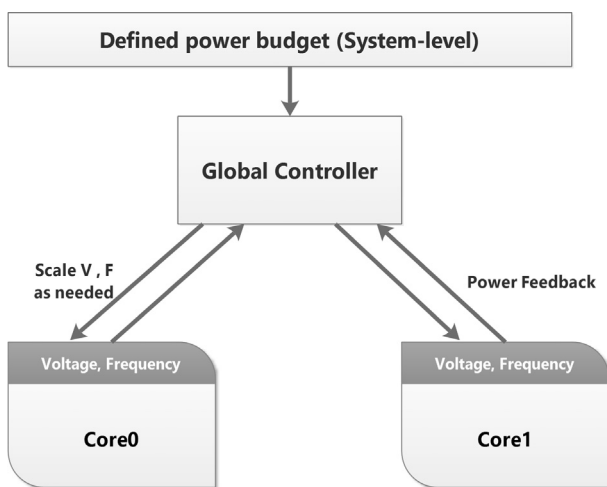 Defined power budget (System-level)
Global Controller
Scale V , F
as needed
Power Feedback
Voltage, Frequency
Core0
Voltage, Frequency
Core1